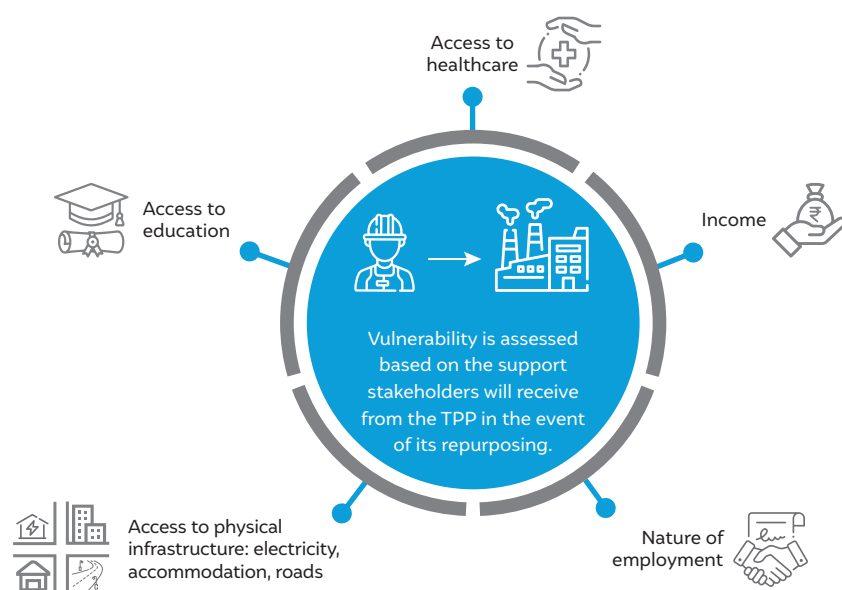 Access to
healthcare
Access to
education
Income
₹
Vulnerability is assessed
based on the support
stakeholders will receive
from the TPP in the event
of its repurposing.
Access to physical
infrastructure: electricity,
accommodation, roads
Nature of
employment